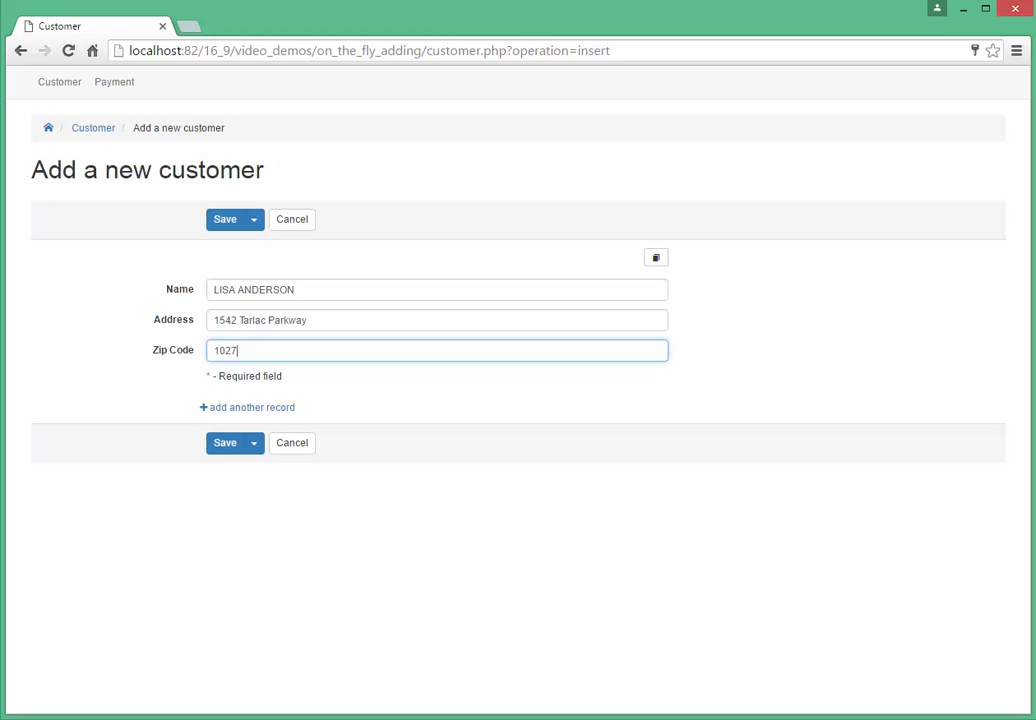 Customer
localhost:82/16_9/video_demos/on_the_fly_adding/customer.php?operation=insert
Customer Payment
/ Customer / Add a new customer
Add a new customer
Save Cancel
Name LISA ANDERSON
Address 1542 Tarlac Parkway
Zip Code 1027
* - Required field
+ add another record
Save Cancel